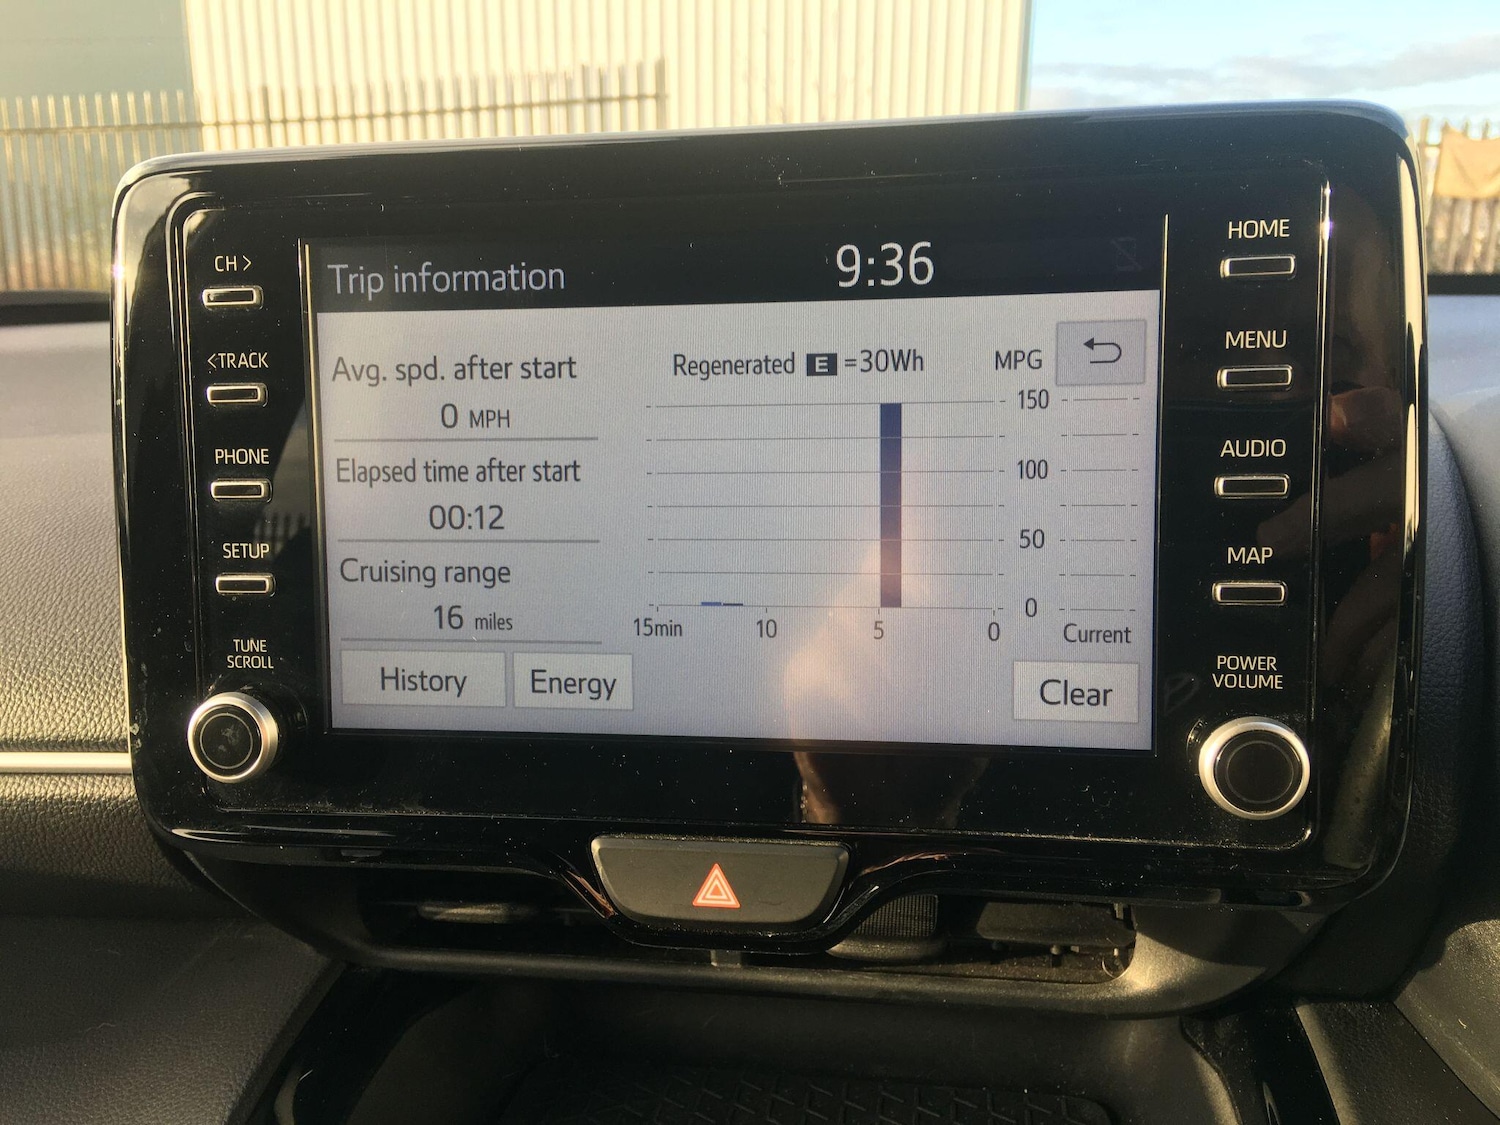 CH >
<TRACK
PHONE
SETUP
TUNE
SCROLL
Trip information
9:36
Avg. spd. after start
0 MPH
Elapsed time after start
00:12
Cruising range
16 miles
History
Energy
Regenerated E =30Wh
MPG
150
100
50
0
15min 10 5 0
Current
Clear
HOME
MENU
AUDIO
MAP
POWER
VOLUME